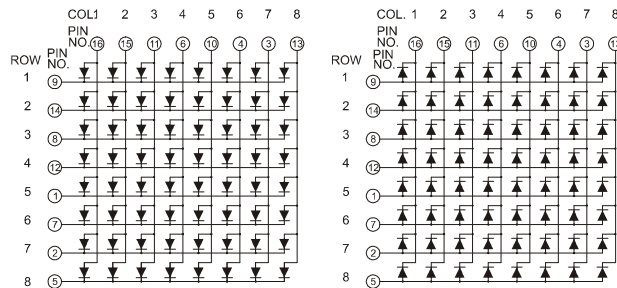 COL.1 2 3 4 5 6 7 8
PIN
NO. 16 15 11 6 10 4 3 13
ROW PIN
NO.
1 9
2 14
3 8
4 12
5 1
6 7
7 2
8 5
COL. 1 2 3 4 5 6 7 8
PIN
NO. 16 15 11 6 10 4 3
ROW PIN
NO.
1 9
2 14
3 8
4 12
5 1
6 7
7 2
8 5